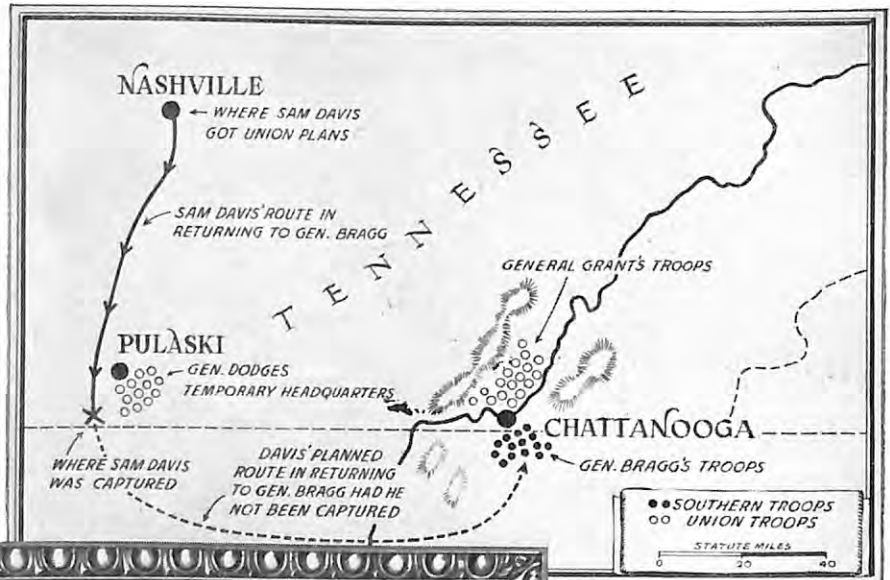 NASHVILLE
← WHERE SAM DAVIS
GOT UNION PLANS
TENNESSEE
SAM DAVIS' ROUTE IN
RETURNING TO GEN. BRAGG
GENERAL GRANT'S TROOPS
PULASKI
GEN. DODGES
TEMPORARY HEADQUARTERS
CHATTANOOGA
WHERE SAM DAVIS
WAS CAPTURED
DAVIS' PLANNED
ROUTE IN RETURNING
TO GEN. BRAGG HAD HE
NOT BEEN CAPTURED
GEN. BRAGG'S TROOPS
SOUTHERN TROOPS
UNION TROOPS
STATUTE MILES
0 20 40